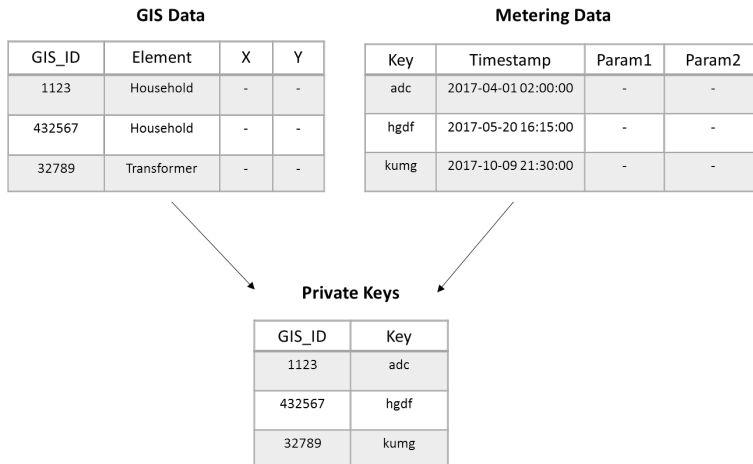 GIS Data
GIS_ID Element X Y
1123 Household - -
432567 Household - -
32789 Transformer - -
Metering Data
Key Timestamp Param1 Param2
adc 2017-04-01 02:00:00 - -
hgdf 2017-05-20 16:15:00 - -
kumg 2017-10-09 21:30:00 - -
Private Keys
GIS_ID Key
1123 adc
432567 hgdf
32789 kumg